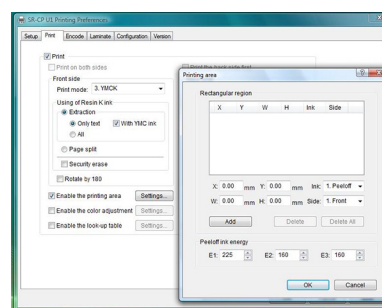 SR-CP U1 Printing Preferences
Setup Print Encode Laminate Configuration Version
Print
Print on both sides
Print the back side first
Front side
Print mode: 3. YMCK
Using of Resin K ink
Extraction
Only text With YMC ink
All
Page split
Security erase
Rotate by 180
Enable the printing area Settings...
Enable the color adjustment Settings...
Enable the look-up table Settings...
Printing area
Rectangular region
X Y W H Ink Side
X: 0.00 mm Y: 0.00 mm Ink: 1. Peeloff
W: 0.00 mm H: 0.00 mm Side: 1. Front
Add Delete Delete All
Peeloff ink energy
E1: 225 E2: 160 E3: 160
OK Cancel